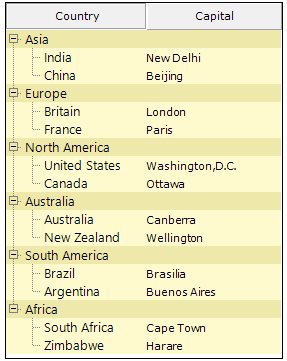 Country Capital
Asia
India New Delhi
China Beijing
Europe
Britain London
France Paris
North America
United States Washington,D.C.
Canada Ottawa
Australia
Australia Canberra
New Zealand Wellington
South America
Brazil Brasilia
Argentina Buenos Aires
Africa
South Africa Cape Town
Zimbabwe Harare